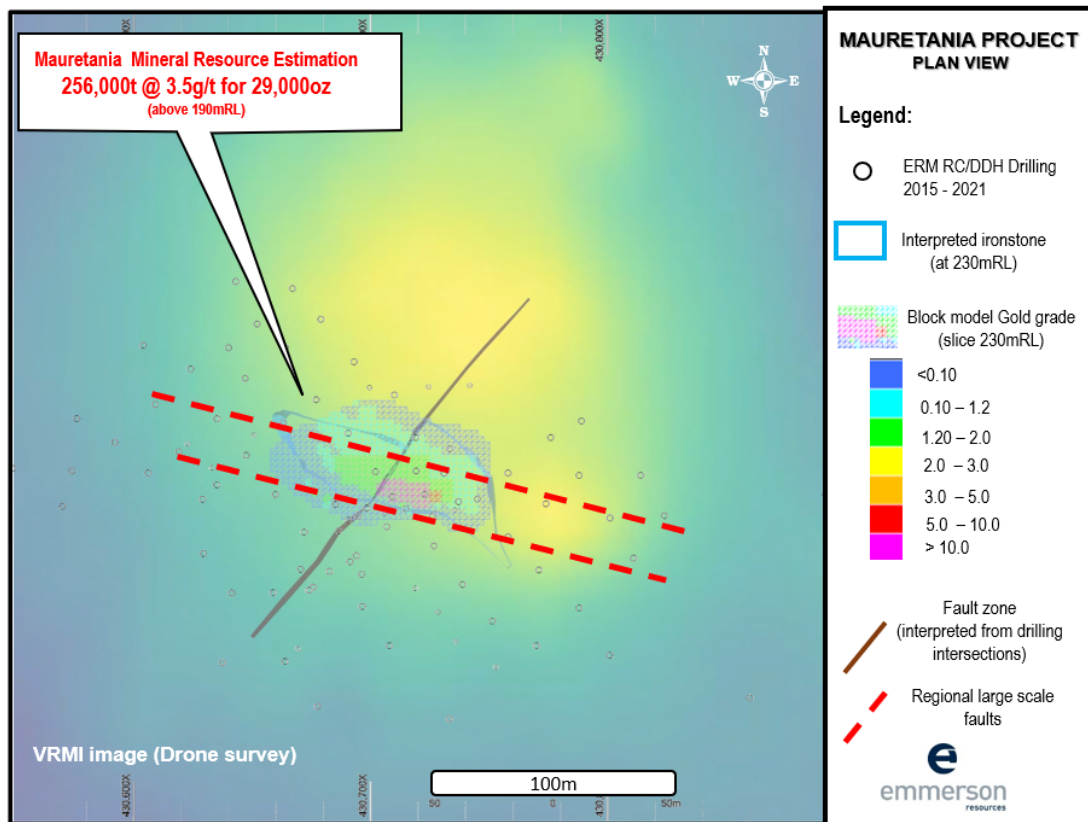 430,600X
430,800X
Mauretania Mineral Resource Estimation
256,000t @ 3.5g/t for 29,000oz
(above 190mRL)
N
W E
S
VRMI image (Drone survey)
100m
430,600X
430,700X
50
0
50m
MAURETANIA PROJECT
PLAN VIEW
Legend:
ERM RC/DDH Drilling
2015 - 2021
Interpreted ironstone
(at 230mRL)
Block model Gold grade
(slice 230mRL)
<0.10
0.10 – 1.2
1.20 – 2.0
2.0 – 3.0
3.0 – 5.0
5.0 – 10.0
> 10.0
Fault zone
(interpreted from drilling
intersections)
Regional large scale
faults
emmerson
resources